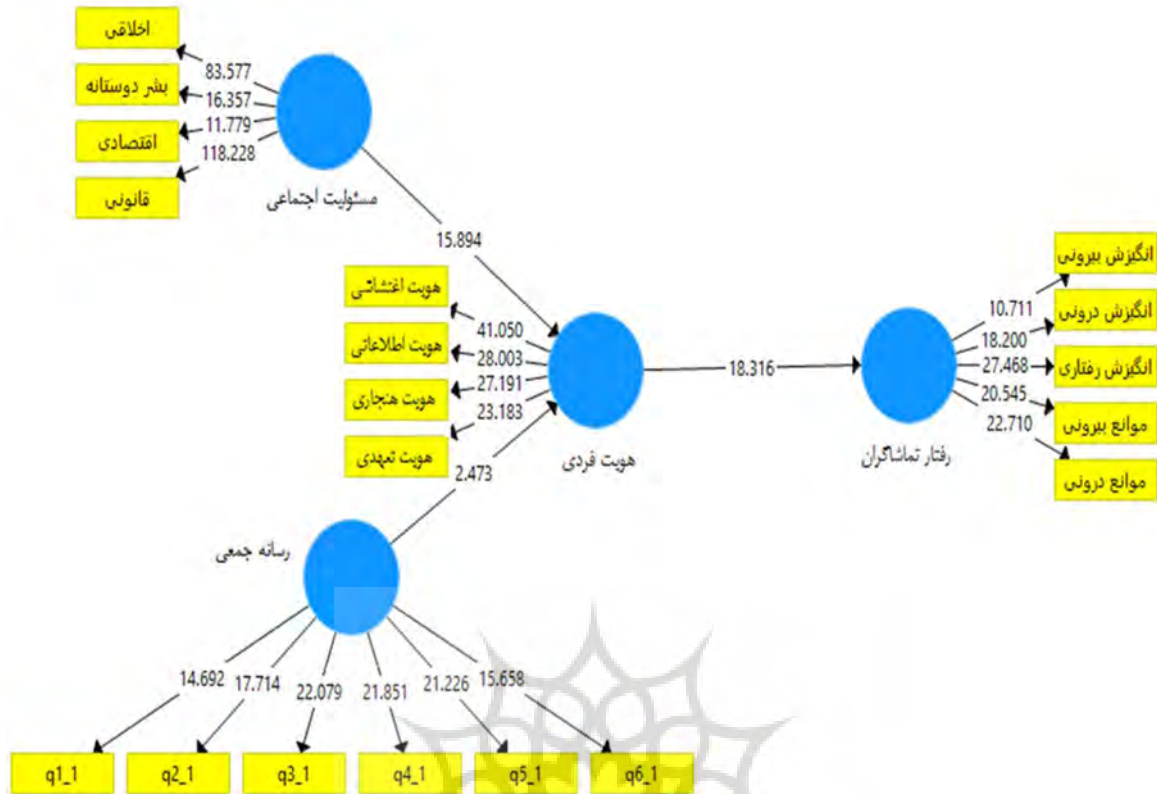 اخلاقی
83.577
بشر دوستانه
16.357
اقتصادی
11.779
118.228
قانونی
مسئولیت اجتماعی
15.894
هویت اغتشاشی
41.050
هویت اطلاعاتی
28.003
هویت هنجاری
27.191
23.183
هویت تعهدی
2.473
هویت فردی
18.316
انگیزش بیرونی
10.711
انگیزش درونی
18.200
انگیزش رفتاری
27.468
20.545
موانع بیرونی
22.710
موانع درونی
رفتار تماشاگران
رسانه جمعی
14.692
17.714
22.079
21.851
21.226
15.658
q1_1
q2_1
q3_1
q4_1
q5_1
q6_1